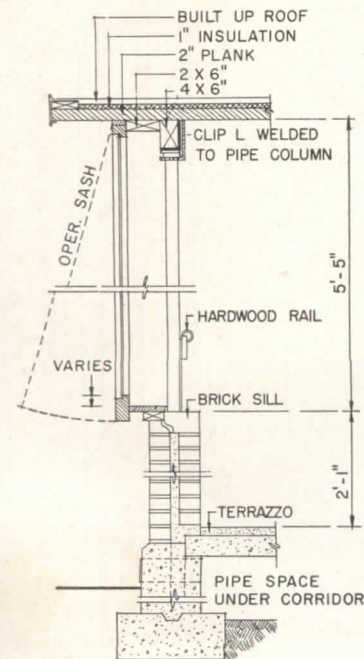 BUILT UP ROOF
1" INSULATION
2" PLANK
2 X 6"
4 X 6"
CLIP L WELDED
TO PIPE COLUMN
OPER. SASH
5'-5"
HARDWOOD RAIL
VARIES
BRICK SILL
2'-1"
TERRAZZO
PIPE SPACE
UNDER CORRIDOR